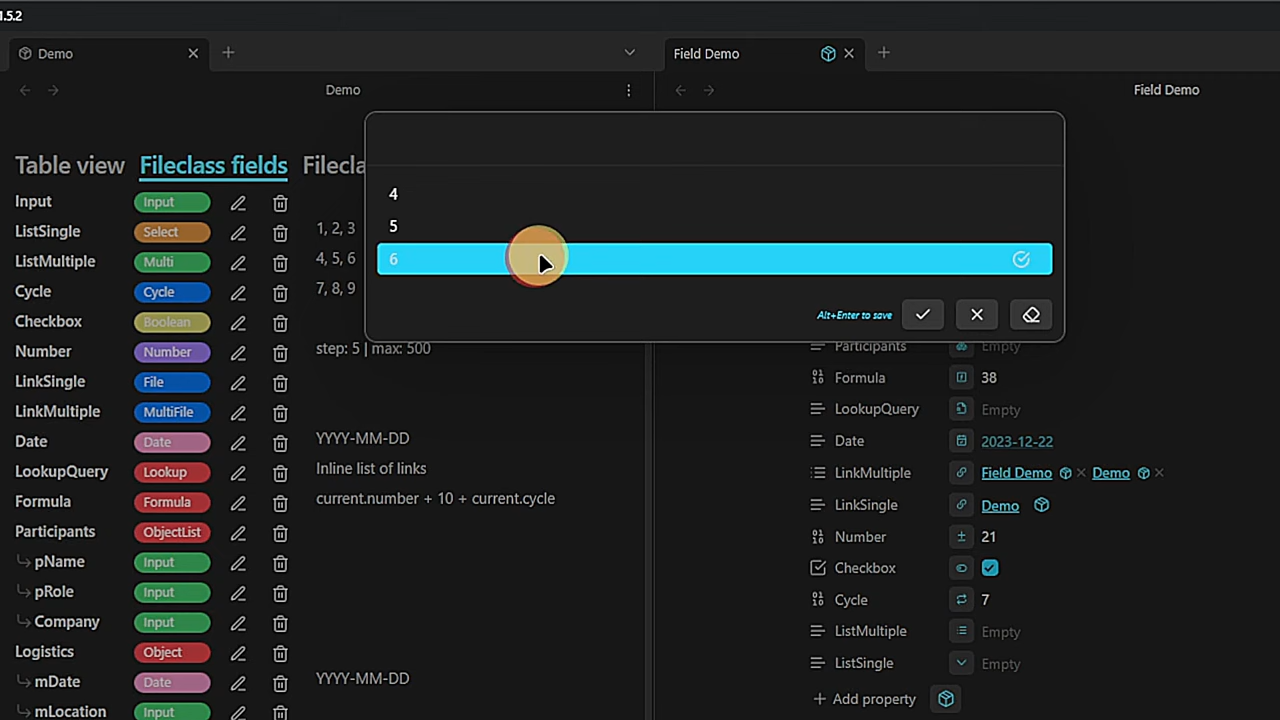 1.5.2
Demo
Field Demo
Demo
Field Demo
Table view Fileclass fields Filecla
Input Input
ListSingle Select 1, 2, 3
ListMultiple Multi 4, 5, 6
Cycle Cycle 7, 8, 9
Checkbox Boolean
Number Number step: 5 | max: 500
LinkSingle File
LinkMultiple MultiFile
Date Date YYYY-MM-DD
LookupQuery Lookup Inline list of links
Formula Formula current.number + 10 + current.cycle
Participants ObjectList
pName Input
pRole Input
Company Input
Logistics Object
mDate Date YYYY-MM-DD
mLocation Input
4
5
6
Alt+Enter to save
Participants Empty
Formula 38
LookupQuery Empty
Date 2023-12-22
LinkMultiple Field Demo Demo
LinkSingle Demo
Number 21
Checkbox
Cycle 7
ListMultiple Empty
ListSingle Empty
Add property